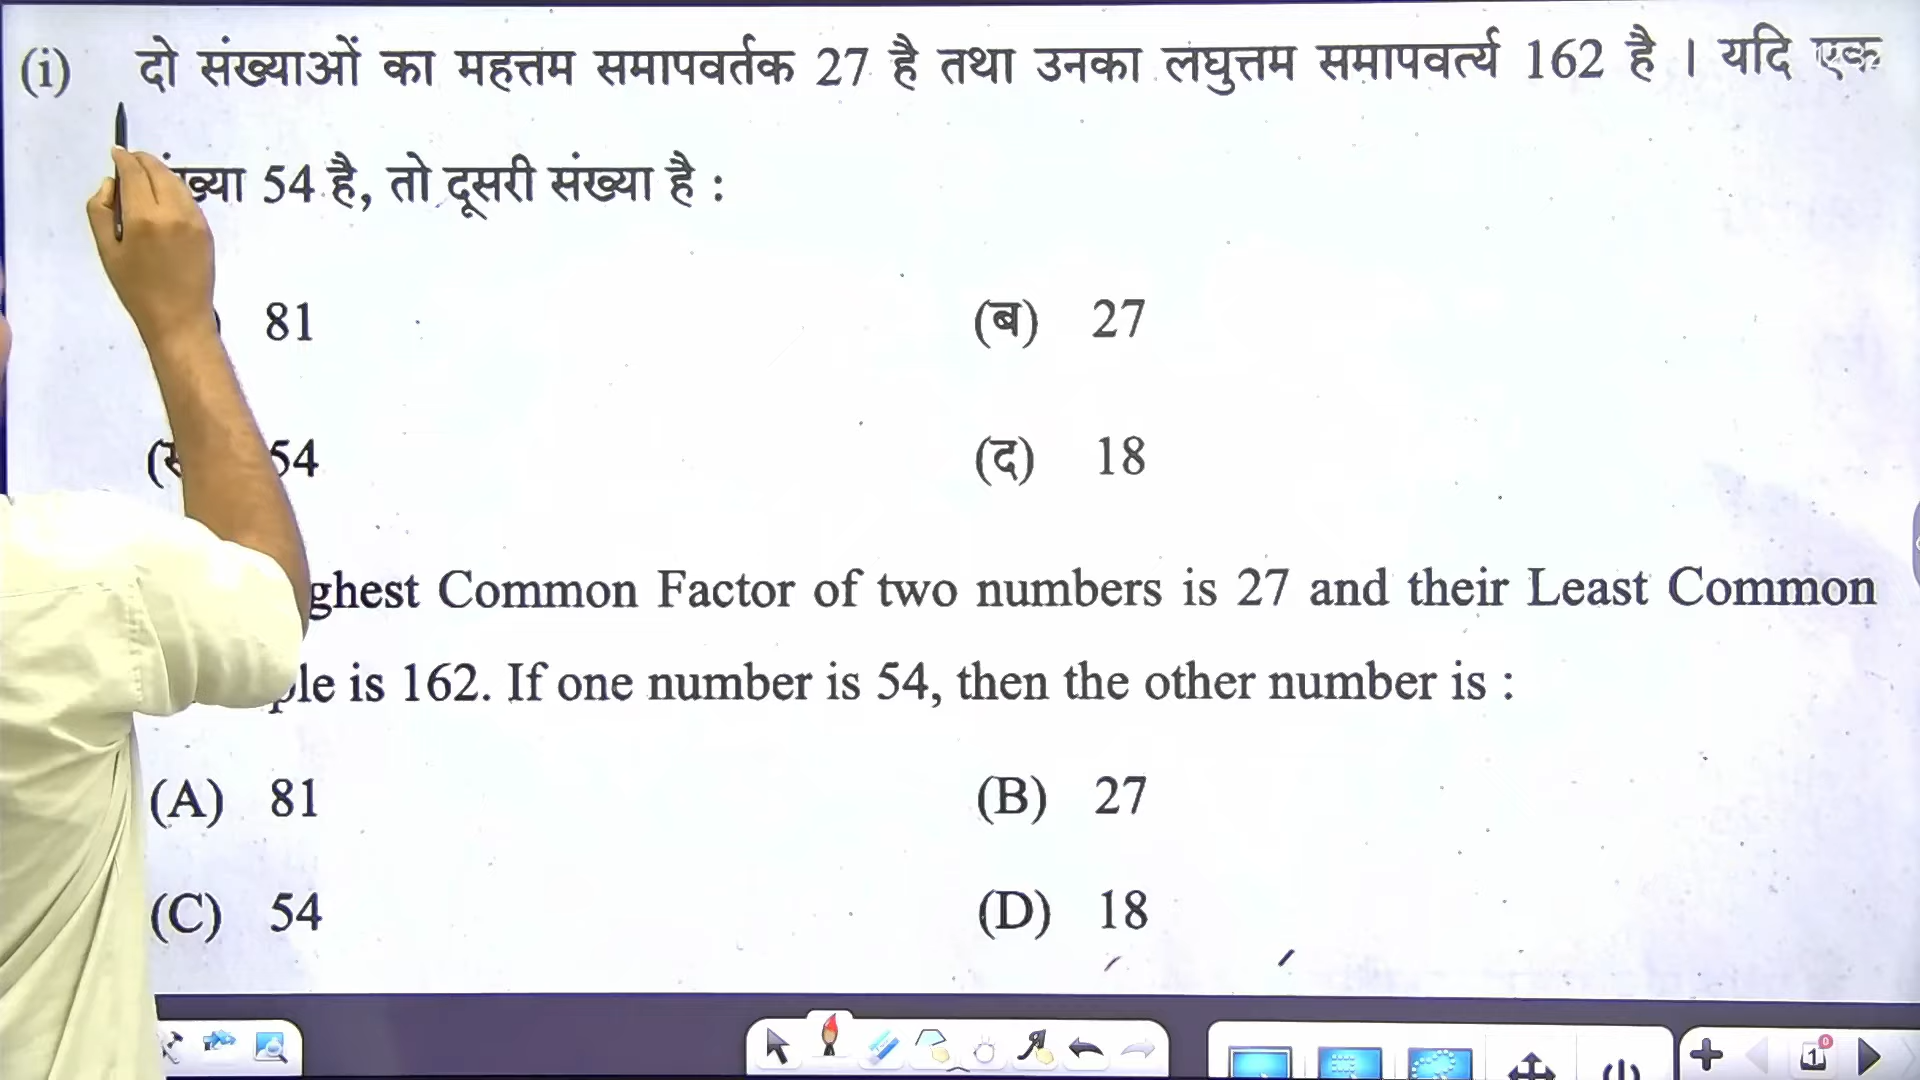 (i) दो संख्याओं का महत्तम समापवर्तक 27 है तथा उनका लघुत्तम समापवर्त्य 162 है । यदि एक
54 है, तो दूसरी संख्या है :
81 (ब) 27
54 (द) 18
Common Factor of two numbers is 27 and their Least Common
is 162. If one number is 54, then the other number is :
(A) 81 (B) 27
(C) 54 (D) 18